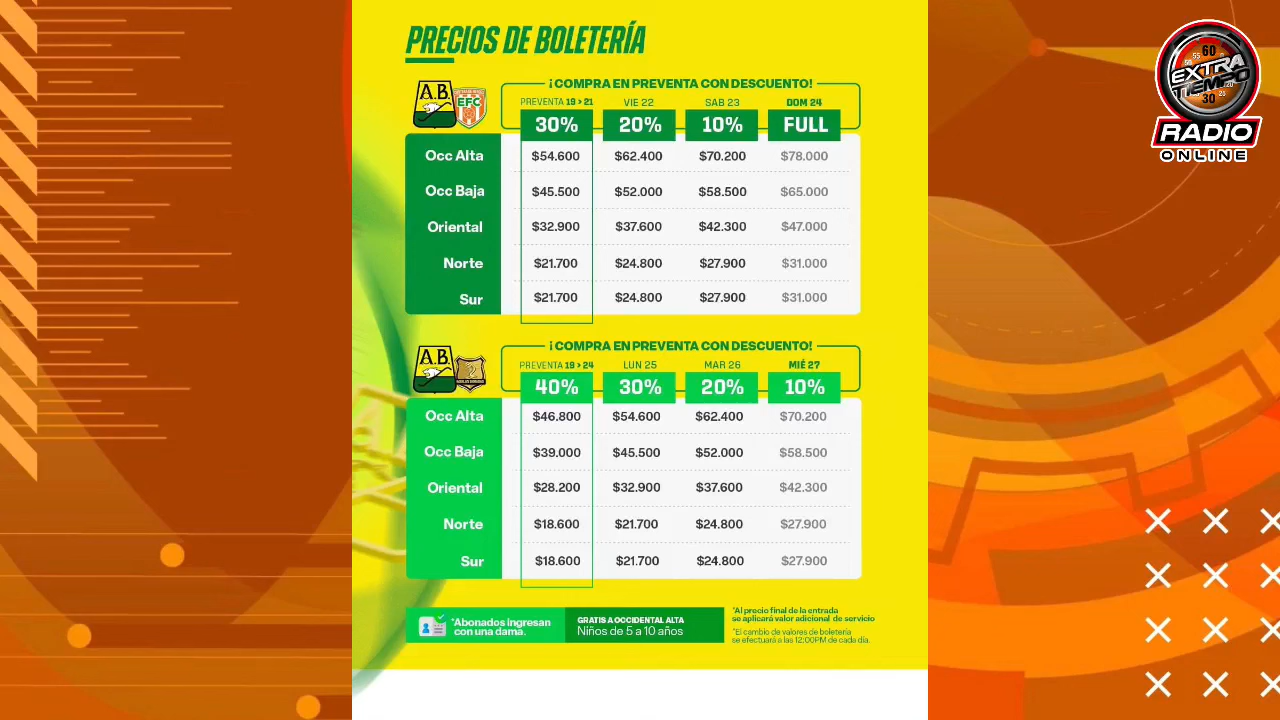 PRECIOS DE BOLETERÍA
¡COMPRA EN PREVENTA CON DESCUENTO!
A.B. EFC PREVENTA 19 > 21 VIE 22 SAB 23 DOM 24
30% 20% 10% FULL
Occ Alta $54.600 $62.400 $70.200 $78.000
Occ Baja $45.500 $52.000 $58.500 $65.000
Oriental $32.900 $37.600 $42.300 $47.000
Norte $21.700 $24.800 $27.900 $31.000
Sur $21.700 $24.800 $27.900 $31.000
¡COMPRA EN PREVENTA CON DESCUENTO!
A.B. PREVENTA 19 > 24 LUN 25 MAR 26 MIÉ 27
40% 30% 20% 10%
Occ Alta $46.800 $54.600 $62.400 $70.200
Occ Baja $39.000 $45.500 $52.000 $58.500
Oriental $28.200 $32.900 $37.600 $42.300
Norte $18.600 $21.700 $24.800 $27.900
Sur $18.600 $21.700 $24.800 $27.900
*Abonados ingresan
con una dama.
GRATIS A OCCIDENTAL ALTA
Niños de 5 a 10 años
*Al precio final de la entrada
se aplicará valor adicional de servicio
*El cambio de valores de boletería
se efectuará a las 12:00PM de cada día.
60
55
EXTRA
TIEMPO
30
RADIO
ONLINE